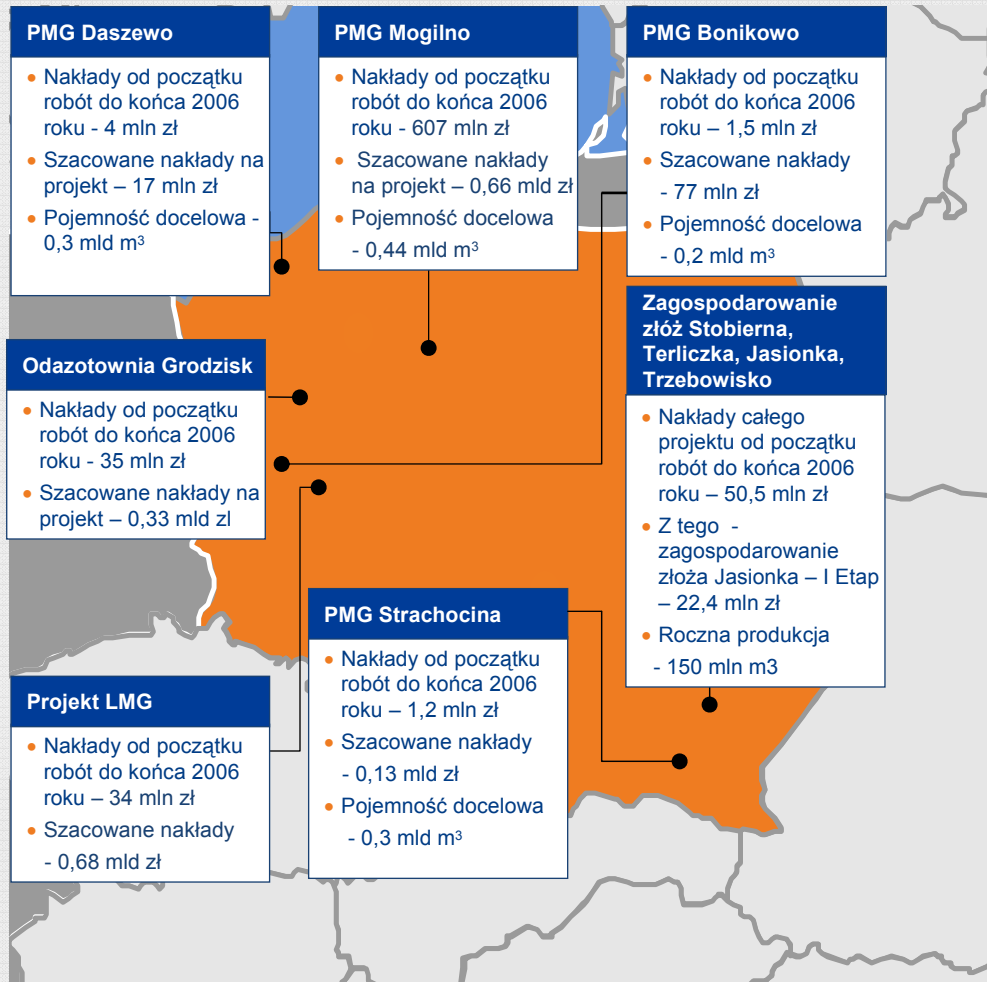 PMG Daszewo
• Nakłady od początku
robót do końca 2006
roku - 4 mln zł
• Szacowane nakłady na
projekt – 17 mln zł
• Pojemność docelowa -
0,3 mld m³
PMG Mogilno
• Nakłady od początku
robót do końca 2006
roku - 607 mln zł
• Szacowane nakłady
na projekt – 0,66 mld zł
• Pojemność docelowa
- 0,44 mld m³
PMG Bonikowo
• Nakłady od początku
robót do końca 2006
roku – 1,5 mln zł
• Szacowane nakłady
- 77 mln zł
• Pojemność docelowa
- 0,2 mld m³
Odazotownia Grodzisk
• Nakłady od początku
robót do końca 2006
roku - 35 mln zł
• Szacowane nakłady na
projekt – 0,33 mld zl
Zagospodarowanie
złóż Stobierna,
Terliczka, Jasionka,
Trzebowisko
• Nakłady całego
projektu od początku
robót do końca 2006
roku – 50,5 mln zł
• Z tego -
zagospodarowanie
złoża Jasionka – I Etap
– 22,4 mln zł
• Roczna produkcja
- 150 mln m3
PMG Strachocina
• Nakłady od początku
robót do końca 2006
roku – 1,2 mln zł
• Szacowane nakłady
- 0,13 mld zł
• Pojemność docelowa
- 0,3 mld m³
Projekt LMG
• Nakłady od początku
robót do końca 2006
roku – 34 mln zł
• Szacowane nakłady
- 0,68 mld zł